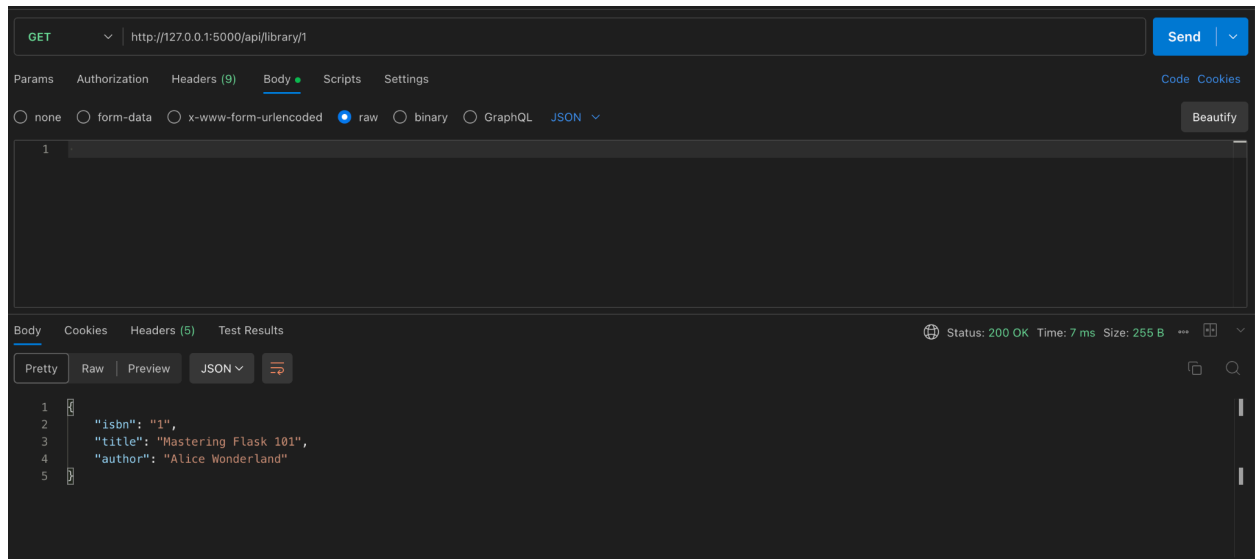 GET http://127.0.0.1:5000/api/library/1 Send
Params Authorization Headers (9) Body Scripts Settings Code Cookies
none form-data x-www-form-urlencoded raw binary GraphQL JSON Beautify
1
Body Cookies Headers (5) Test Results Status: 200 OK Time: 7 ms Size: 255 B
Pretty Raw Preview JSON
1 {
2 "isbn": "1",
3 "title": "Mastering Flask 101",
4 "author": "Alice Wonderland"
5 }